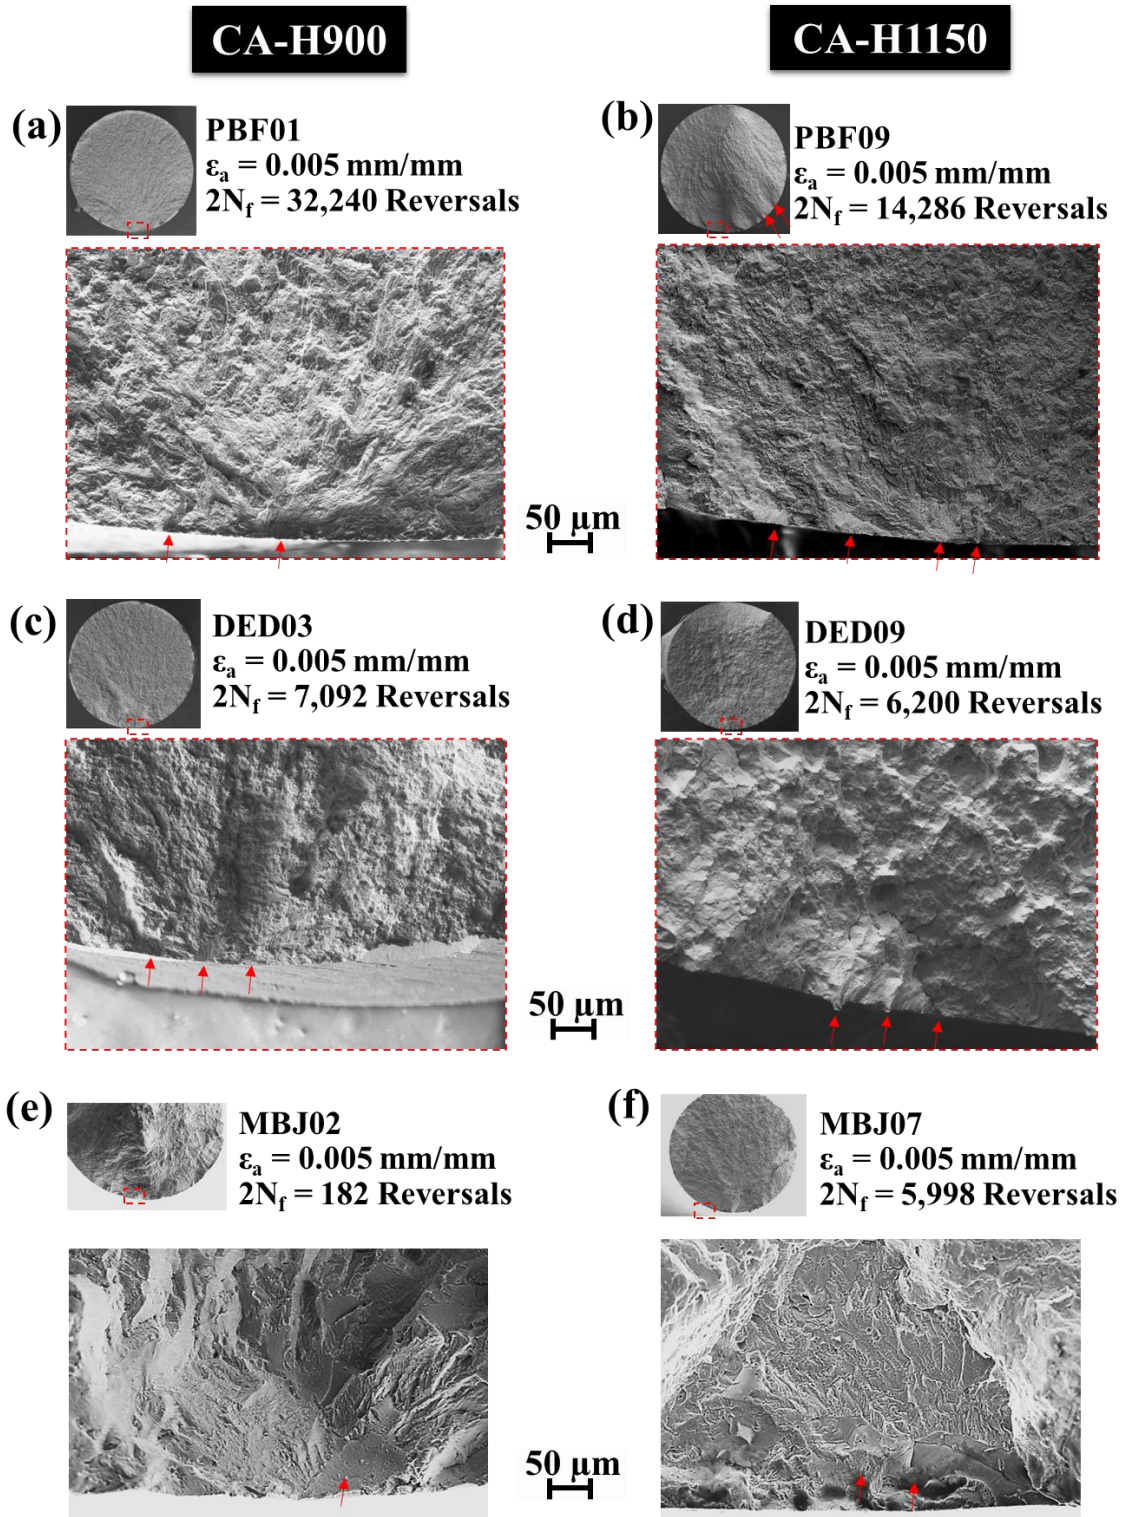 CA-H900
CA-H1150
(a)
PBF01
εa = 0.005 mm/mm
2Nf = 32,240 Reversals
(b)
PBF09
εa = 0.005 mm/mm
2Nf = 14,286 Reversals
50 µm
(c)
DED03
εa = 0.005 mm/mm
2Nf = 7,092 Reversals
(d)
DED09
εa = 0.005 mm/mm
2Nf = 6,200 Reversals
50 µm
(e)
MBJ02
εa = 0.005 mm/mm
2Nf = 182 Reversals
(f)
MBJ07
εa = 0.005 mm/mm
2Nf = 5,998 Reversals
50 µm